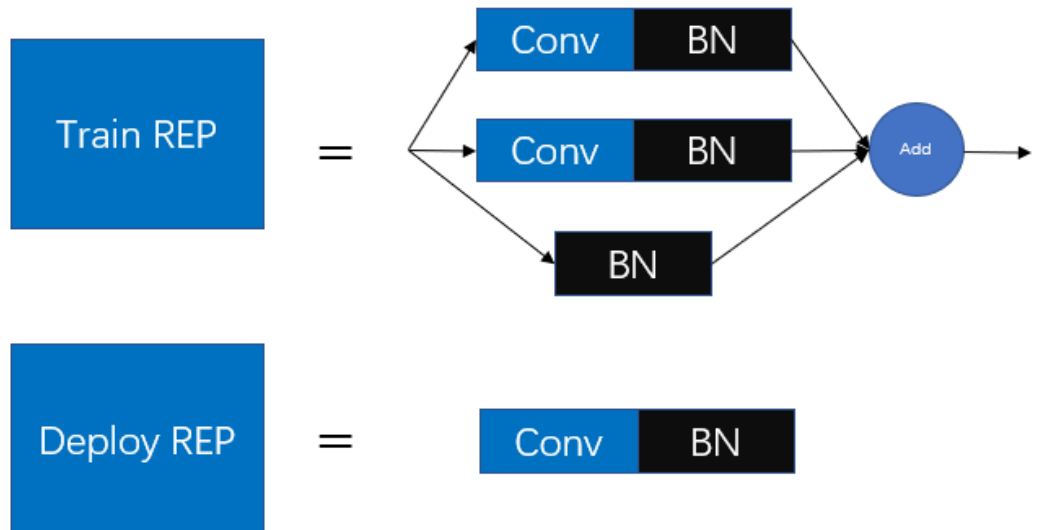 Train REP
=
Conv BN
Conv BN
BN
Add
Deploy REP
=
Conv BN